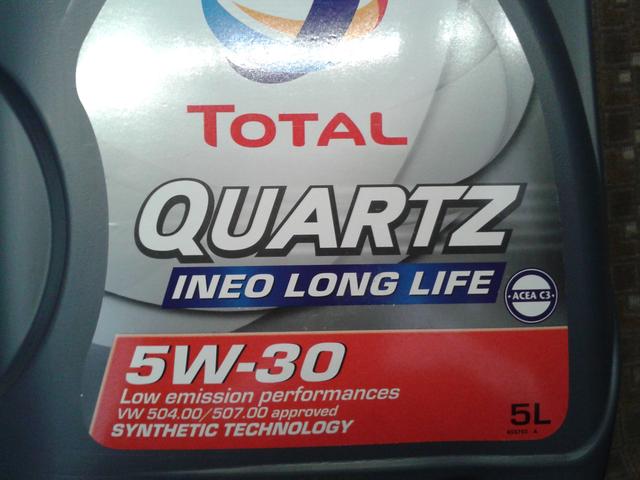 TOTAL
QUARTZ
INEO LONG LIFE
ACEA C3
5W-30
Low emission performances
VW 504.00/507.00 approved
SYNTHETIC TECHNOLOGY
5L